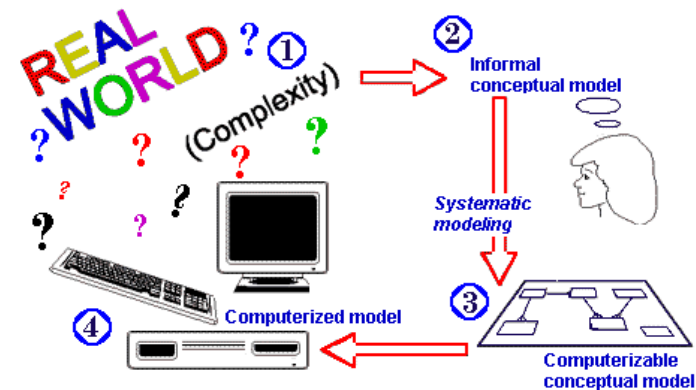 REAL
WORLD
? 1
(Complexity)
2
Informal
conceptual model
? ? ? ?
? ? ? ?
Systematic
modeling
3
4
Computerized model
Computerizable
conceptual model